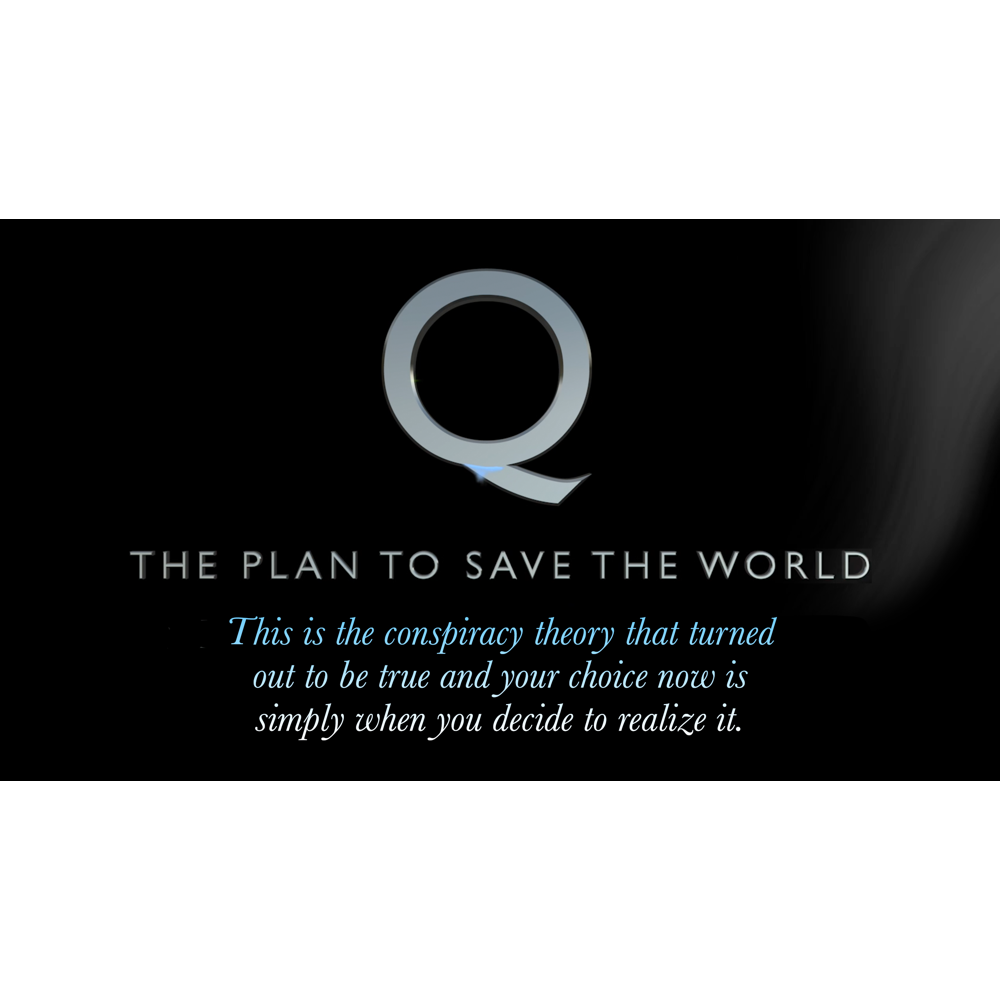 Q
THE PLAN TO SAVE THE WORLD
This is the conspiracy theory that turned
out to be true and your choice now is
simply when you decide to realize it.